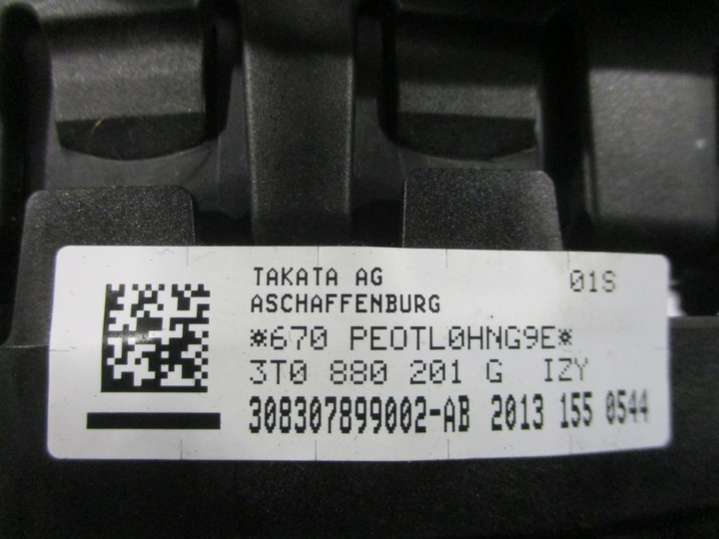 TAKATA AG 01S
ASCHAFFENBURG
*670 PEOTL0HNG9E*
3T0 880 201 G IZY
308307899002-AB 2013 155 0544